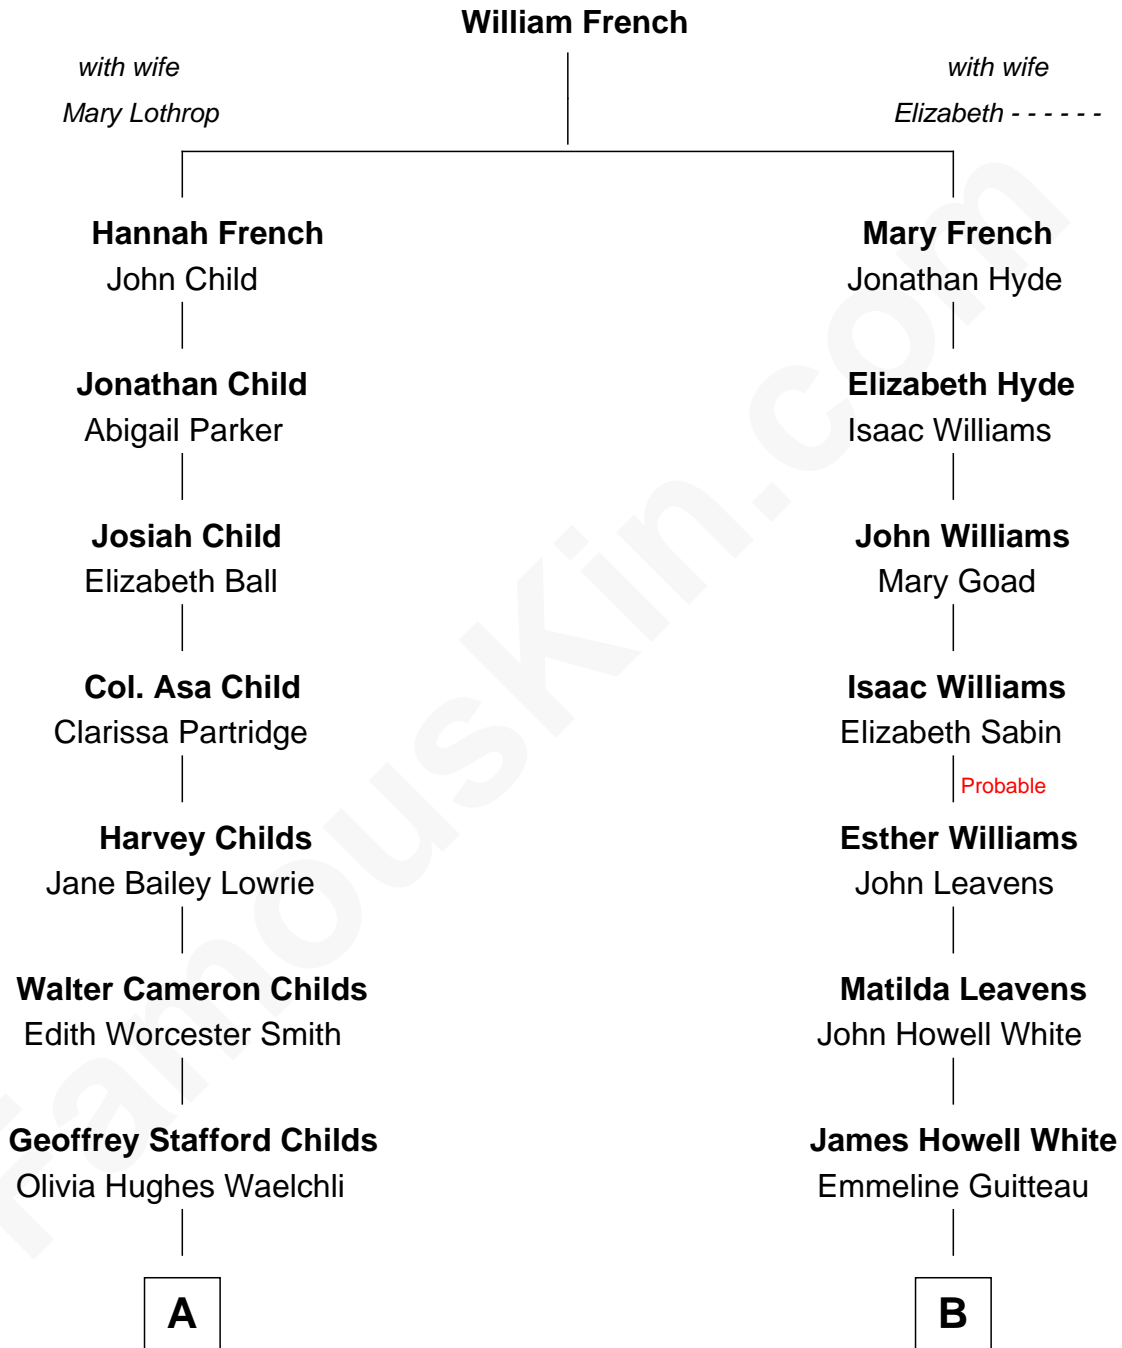 William French
with wife
Mary Lothrop
with wife
Elizabeth - - - - - -
Hannah French
John Child
Mary French
Jonathan Hyde
Jonathan Child
Abigail Parker
Elizabeth Hyde
Isaac Williams
Josiah Child
Elizabeth Ball
John Williams
Mary Goad
Col. Asa Child
Clarissa Partridge
Isaac Williams
Elizabeth Sabin
Probable
Harvey Childs
Jane Bailey Lowrie
Esther Williams
John Leavens
Walter Cameron Childs
Edith Worcester Smith
Matilda Leavens
John Howell White
Geoffrey Stafford Childs
Olivia Hughes Waelchli
James Howell White
Emmeline Guitteau
A
B
FamousKin.com